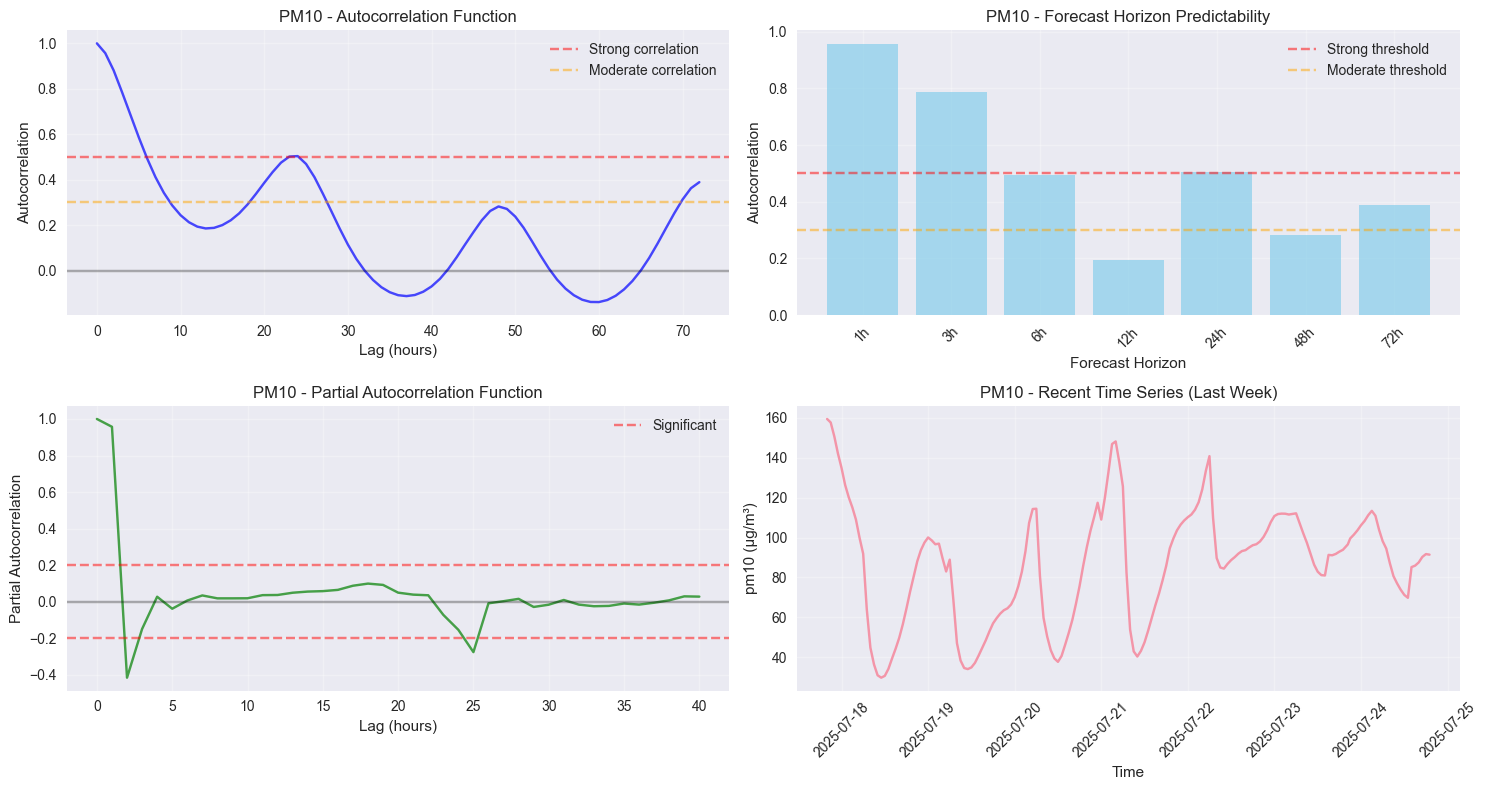 PM10 - Autocorrelation Function
Strong correlation
Moderate correlation
Autocorrelation
1.0
0.8
0.6
0.4
0.2
0.0
0 10 20 30 40 50 60 70
Lag (hours)
PM10 - Forecast Horizon Predictability
Strong threshold
Moderate threshold
Autocorrelation
1.0
0.8
0.6
0.4
0.2
0.0
1h 3h 6h 12h 24h 48h 72h
Forecast Horizon
PM10 - Partial Autocorrelation Function
Significant
Partial Autocorrelation
1.0
0.8
0.6
0.4
0.2
0.0
−0.2
−0.4
0 5 10 15 20 25 30 35 40
Lag (hours)
PM10 - Recent Time Series (Last Week)
pm10 (μg/m³)
160
140
120
100
80
60
40
2025-07-18 2025-07-19 2025-07-20 2025-07-21 2025-07-22 2025-07-23 2025-07-24 2025-07-25
Time